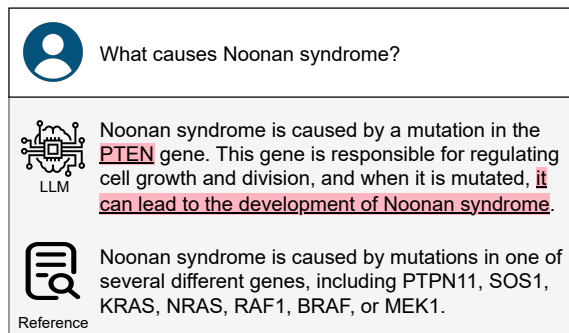 What causes Noonan syndrome?
Noonan syndrome is caused by a mutation in the
PTEN gene. This gene is responsible for regulating
cell growth and division, and when it is mutated, it
can lead to the development of Noonan syndrome.
LLM
Noonan syndrome is caused by mutations in one of
several different genes, including PTPN11, SOS1,
KRAS, NRAS, RAF1, BRAF, or MEK1.
Reference